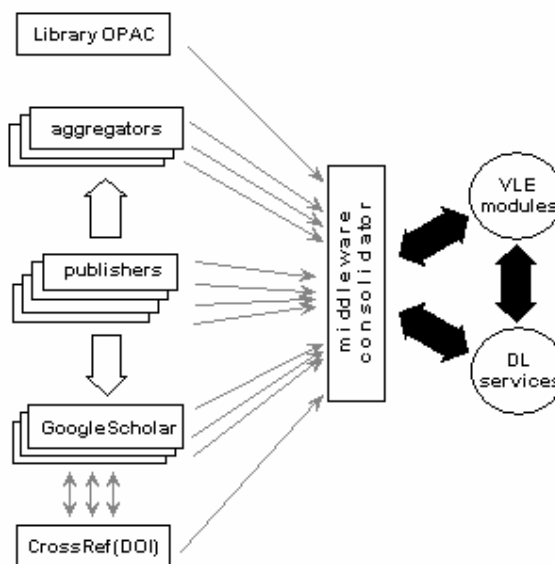 Library OPAC
aggregators
publishers
GoogleScholar
CrossRef(DOI)
middleware
consolidator
VLE
modules
DL
services